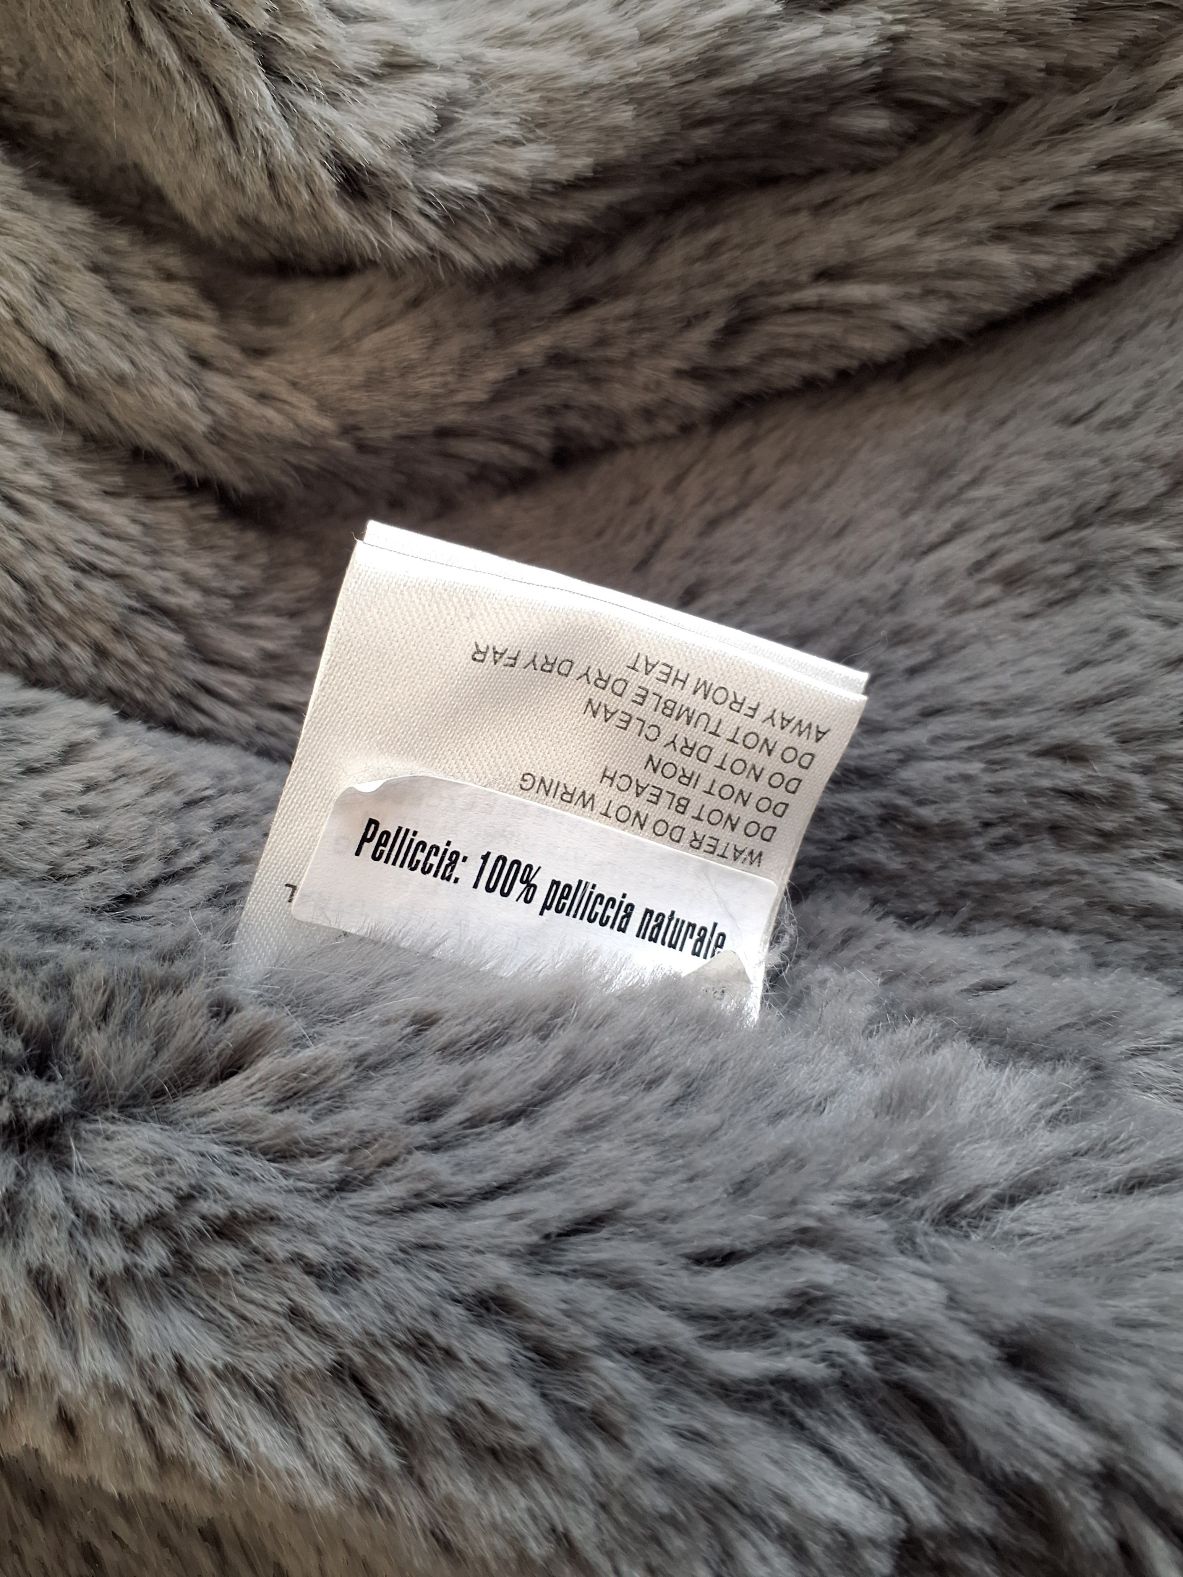 Pelliccia: 100% pelliccia naturale
WATER DO NOT WRING
DO NOT BLEACH
DO NOT IRON
DO NOT DRY CLEAN
DO NOT TUMBLE DRY DRY FAR
AWAY FROM HEAT